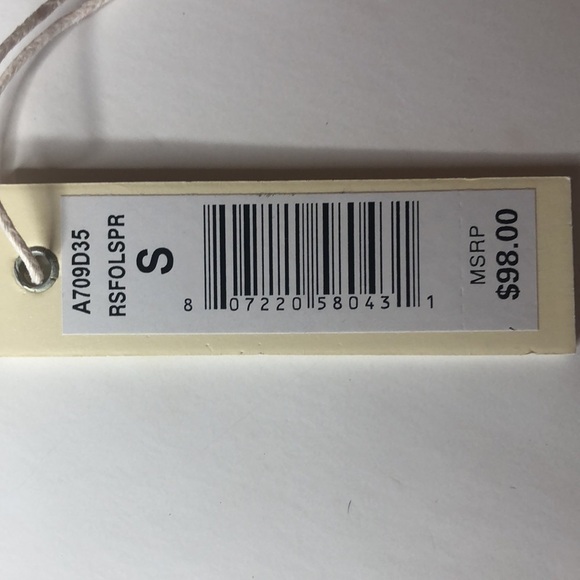 A709D35
RSFOLSPR
S
8 07220 58043 1
MSRP
$98.00